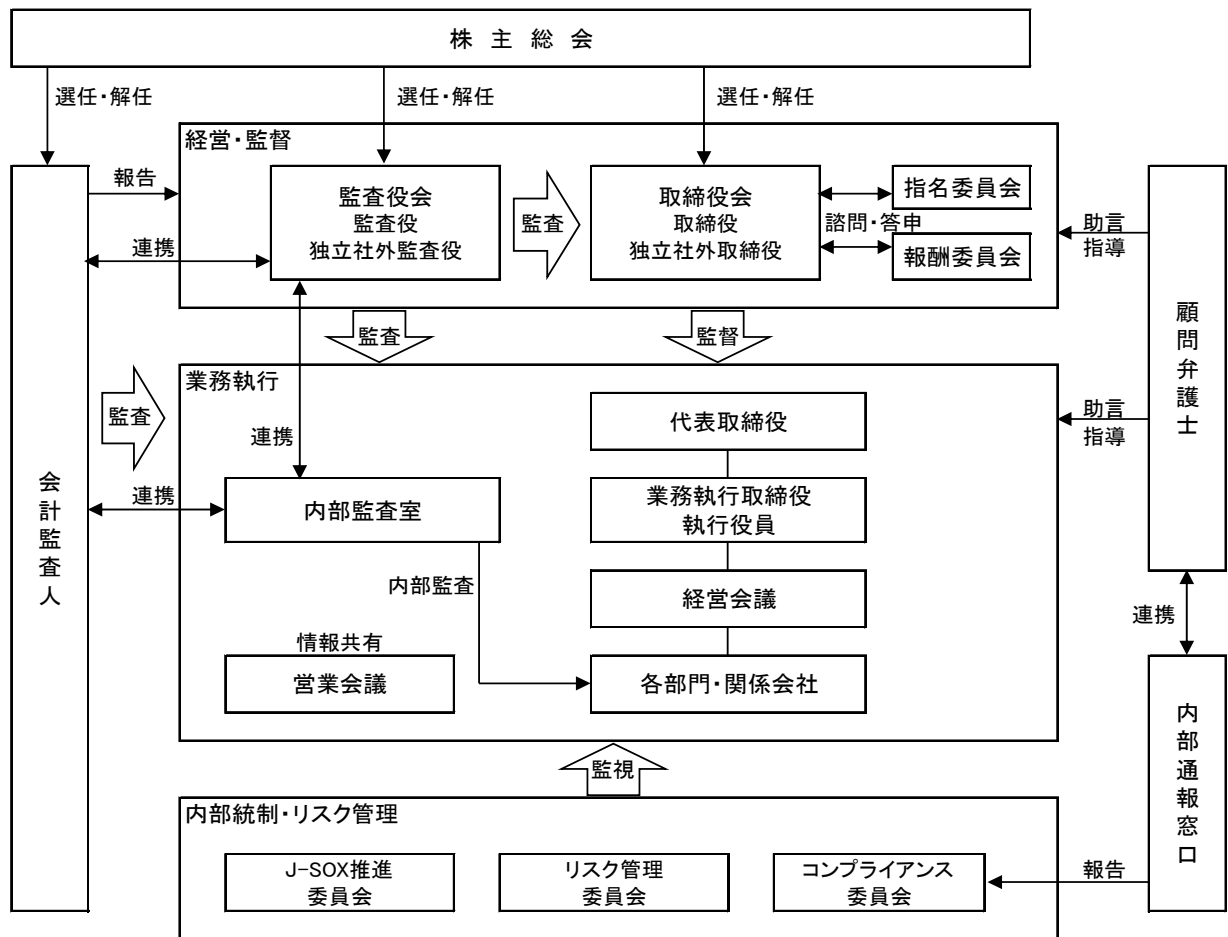 株主総会
選任・解任
選任・解任
選任・解任
経営・監督
報告
連携
監査役会
監査役
独立社外監査役
監査
取締役会
取締役
独立社外取締役
諮問・答申
指名委員会
報酬委員会
助言
指導
監査
監督
業務執行
監査
連携
連携
内部監査室
内部監査
情報共有
営業会議
代表取締役
業務執行取締役
執行役員
経営会議
各部門・関係会社
助言
指導
会計監査人
顧問弁護士
連携
内部通報窓口
監視
内部統制・リスク管理
J-SOX推進
委員会
リスク管理
委員会
コンプライアンス
委員会
報告